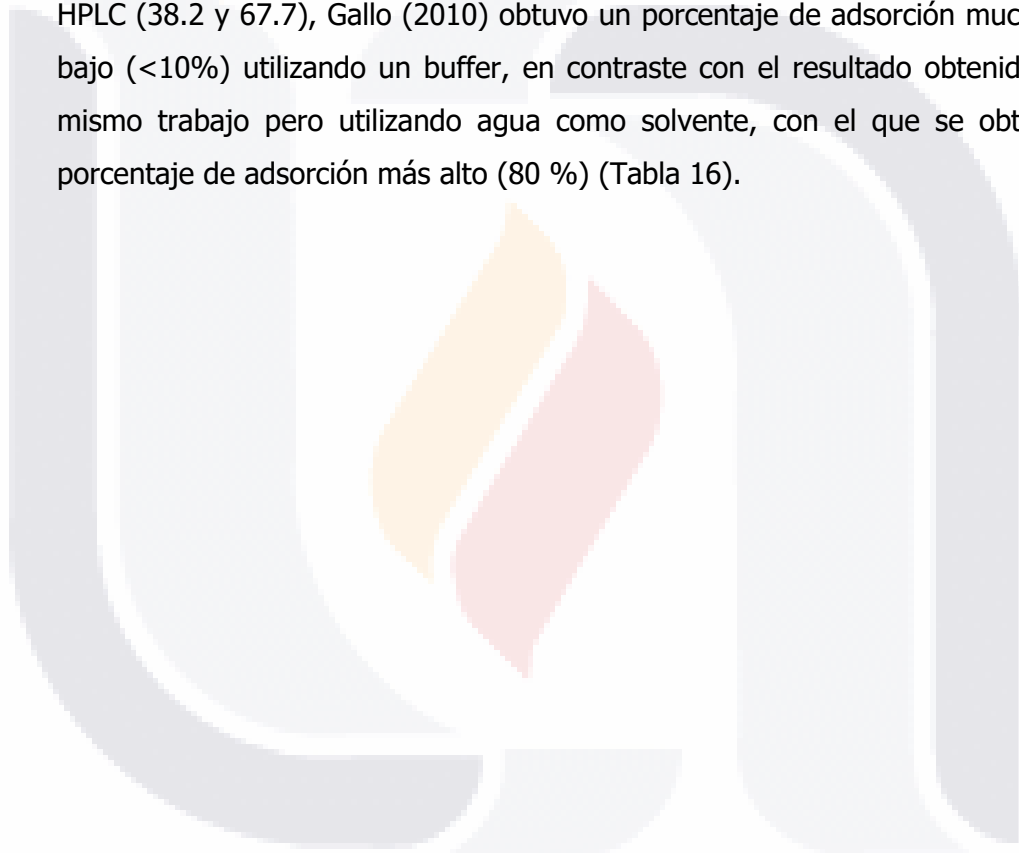 HPLC (38.2 y 67.7), Gallo (2010) obtuvo un porcentaje de adsorción muc
bajo (<10%) utilizando un buffer, en contraste con el resultado obtenid
mismo trabajo pero utilizando agua como solvente, con el que se obt
porcentaje de adsorción más alto (80 %) (Tabla 16).